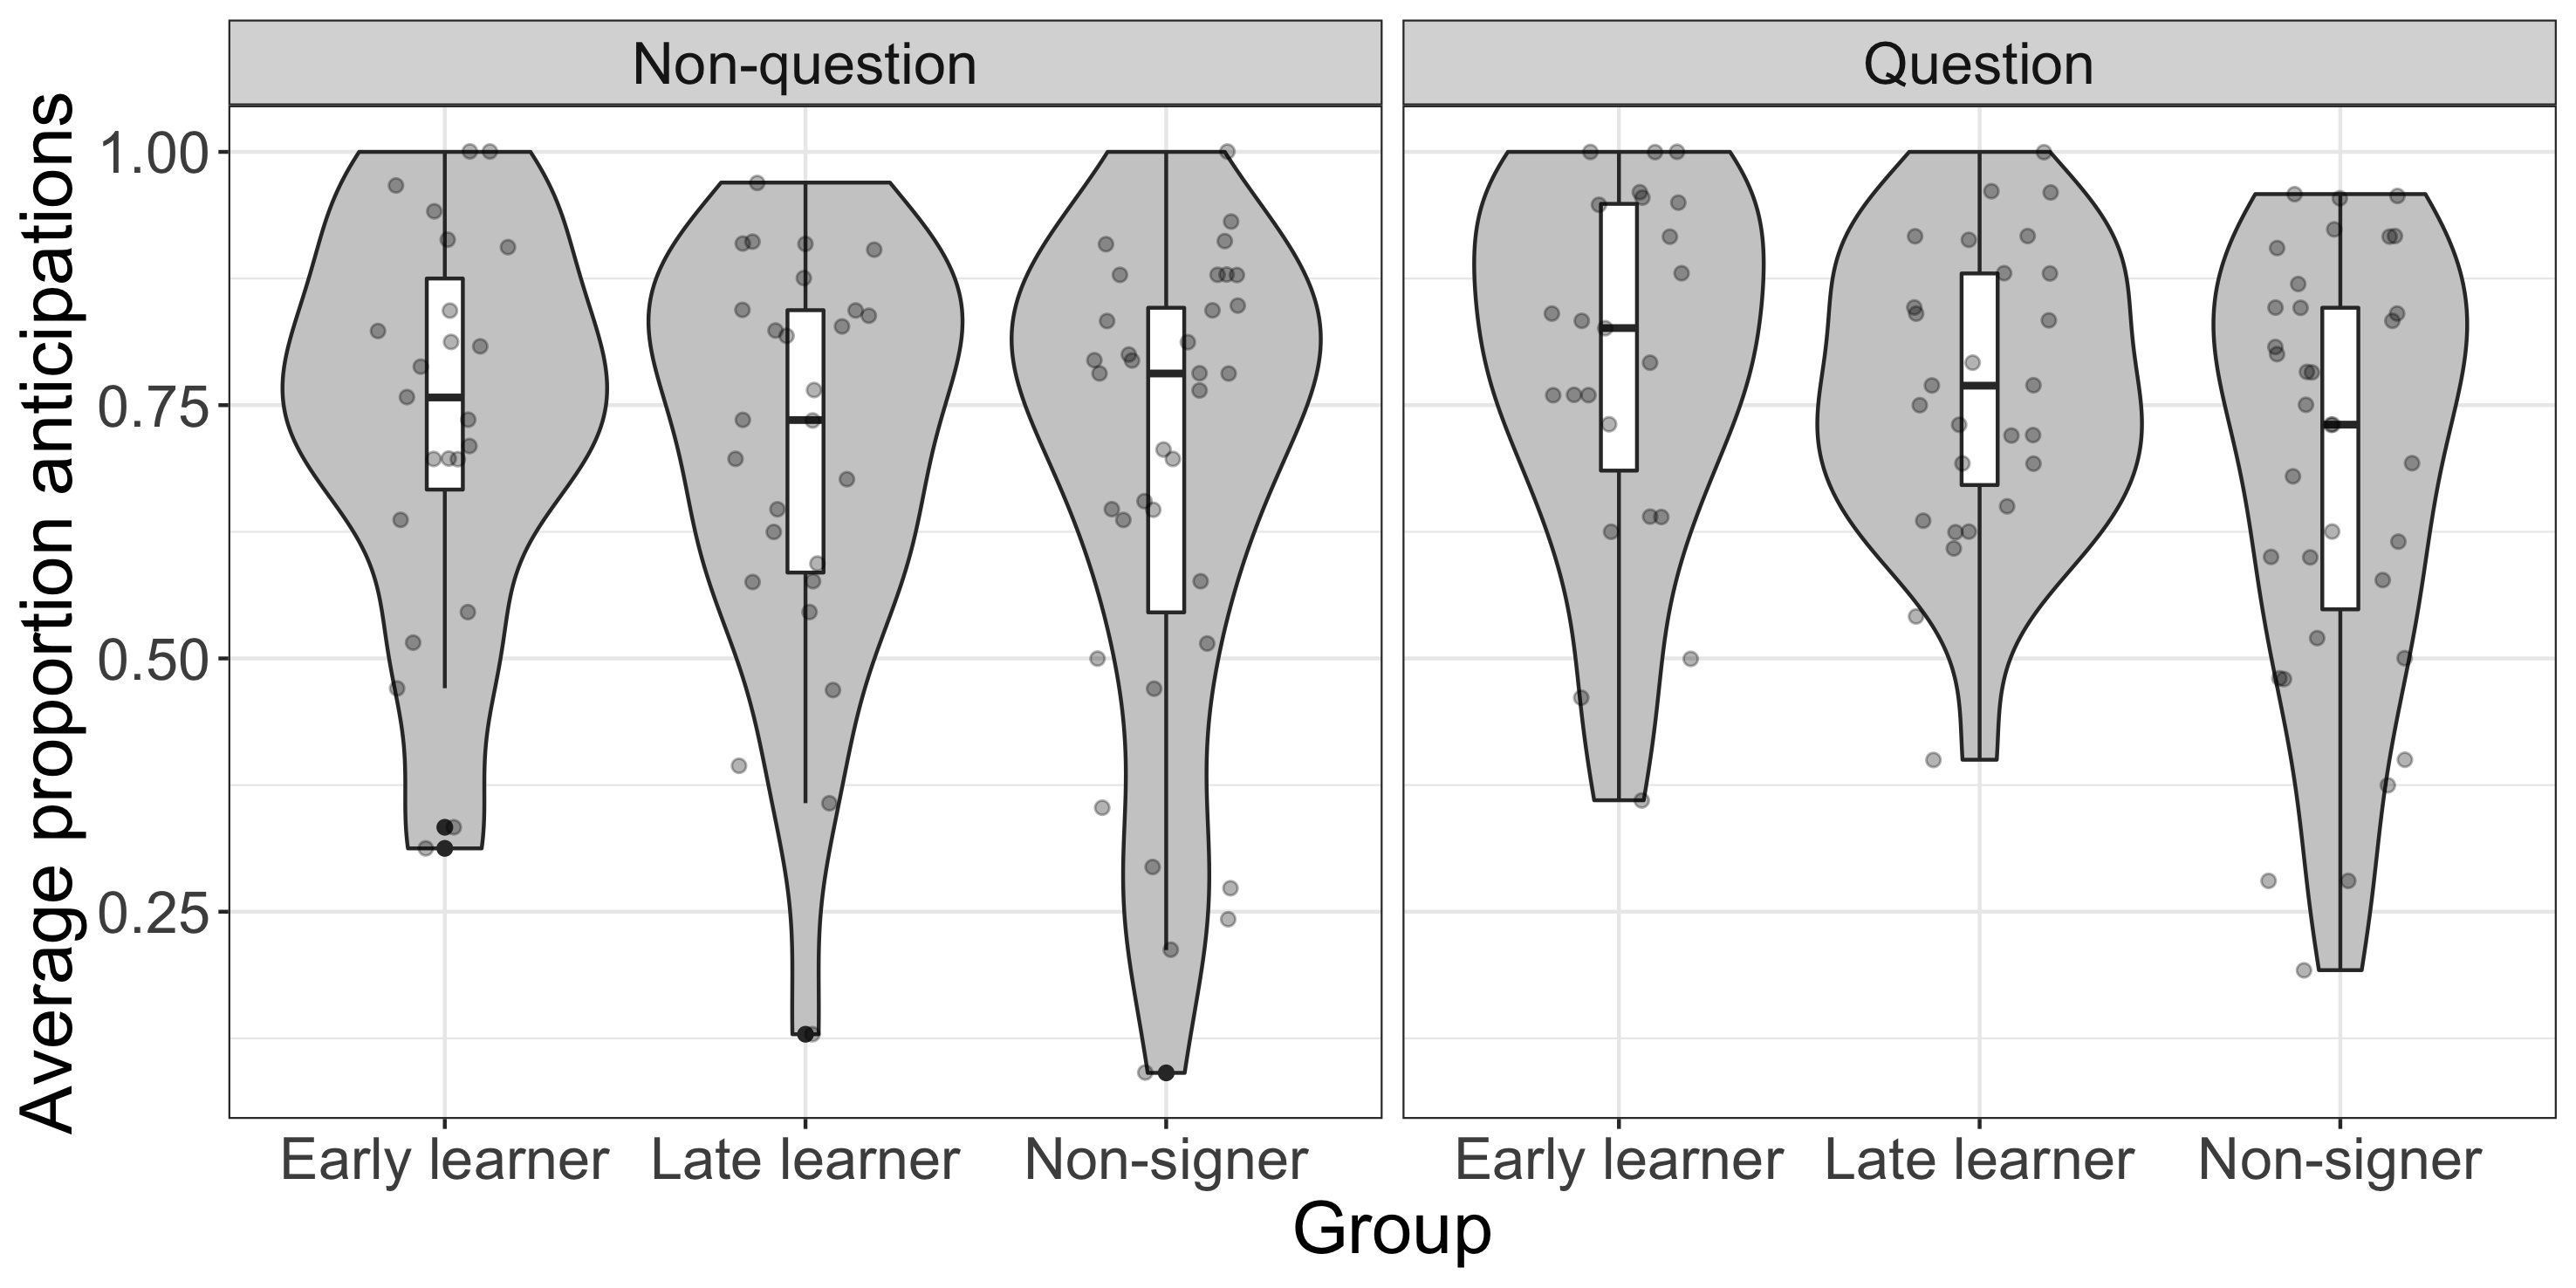 Non-question
Question
Average proportion anticipations
1.00
0.75
0.50
0.25
Early learner
Late learner
Non-signer
Early learner
Late learner
Non-signer
Group